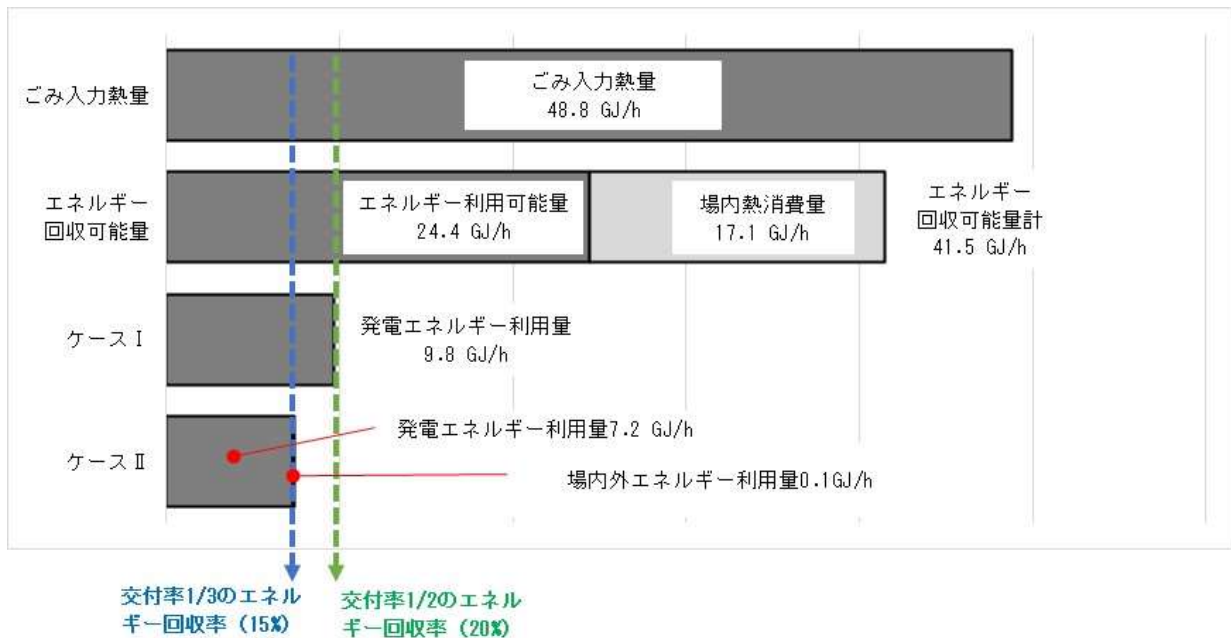 ごみ入力熱量
ごみ入力熱量
48.8 GJ/h
エネルギー
回収可能量
エネルギー利用可能量
24.4 GJ/h
場内熱消費量
17.1 GJ/h
エネルギー
回収可能量計
41.5 GJ/h
ケースⅠ
発電エネルギー利用量
9.8 GJ/h
ケースⅡ
発電エネルギー利用量7.2 GJ/h
場内外エネルギー利用量0.1GJ/h
交付率1/3のエネル
ギー回収率（15%）
交付率1/2のエネル
ギー回収率（20%）